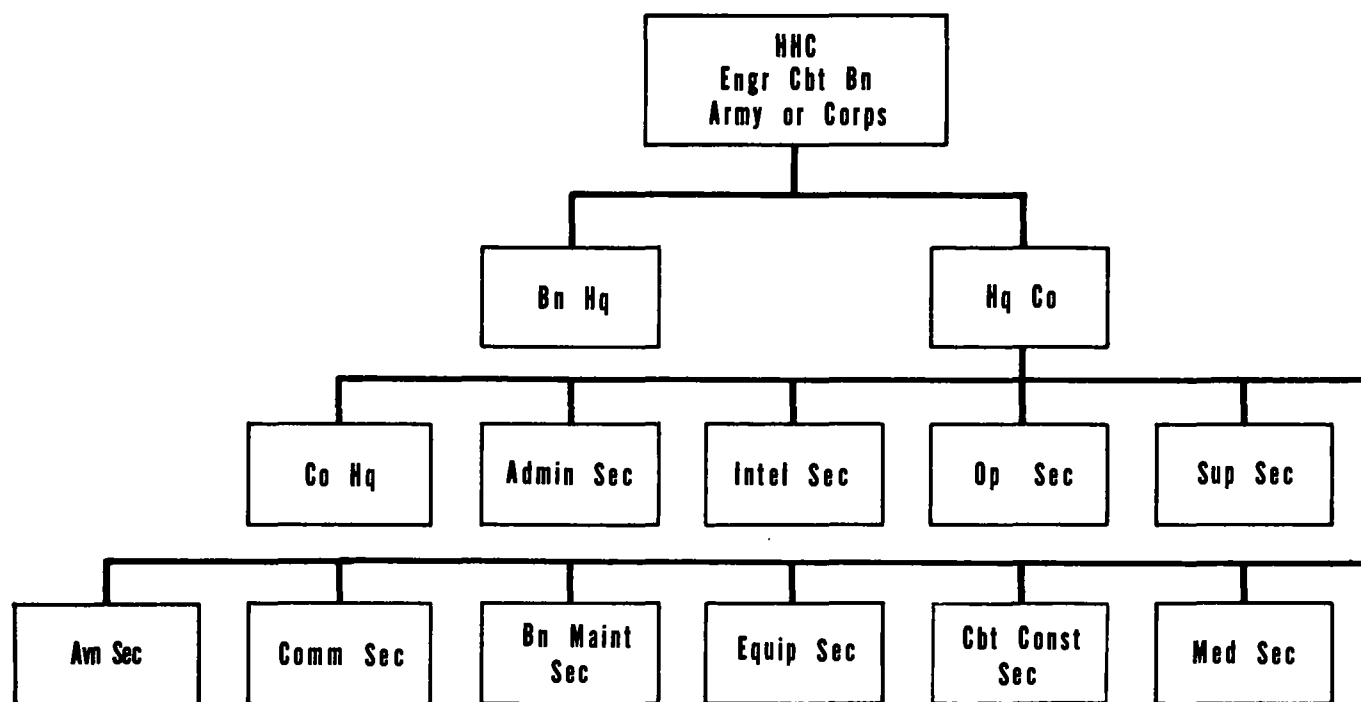 HHC
Engr Cbt Bn
Army or Corps
Bn Hq
Hq Co
Co Hq
Admin Sec
Intel Sec
Op Sec
Sup Sec
Avn Sec
Comm Sec
Bn Maint
Sec
Equip Sec
Cbt Const
Sec
Med Sec